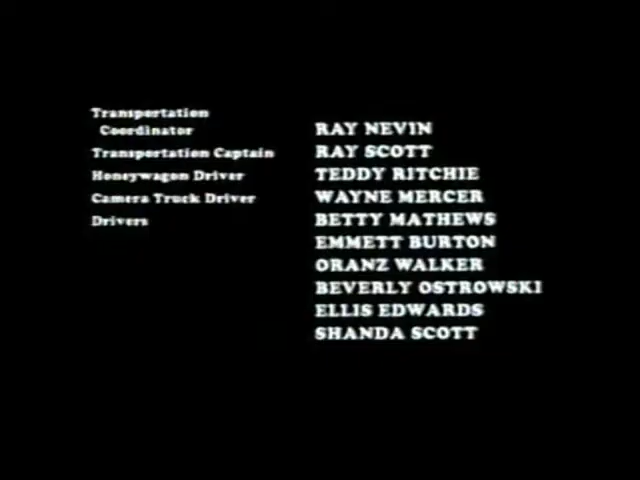 Transportation
Coordinator RAY NEVIN
Transportation Captain RAY SCOTT
Honeywagon Driver TEDDY RITCHIE
Camera Truck Driver WAYNE MERCER
Drivers BETTY MATHEWS
EMMETT BURTON
ORANZ WALKER
BEVERLY OSTROWSKI
ELLIS EDWARDS
SHANDA SCOTT